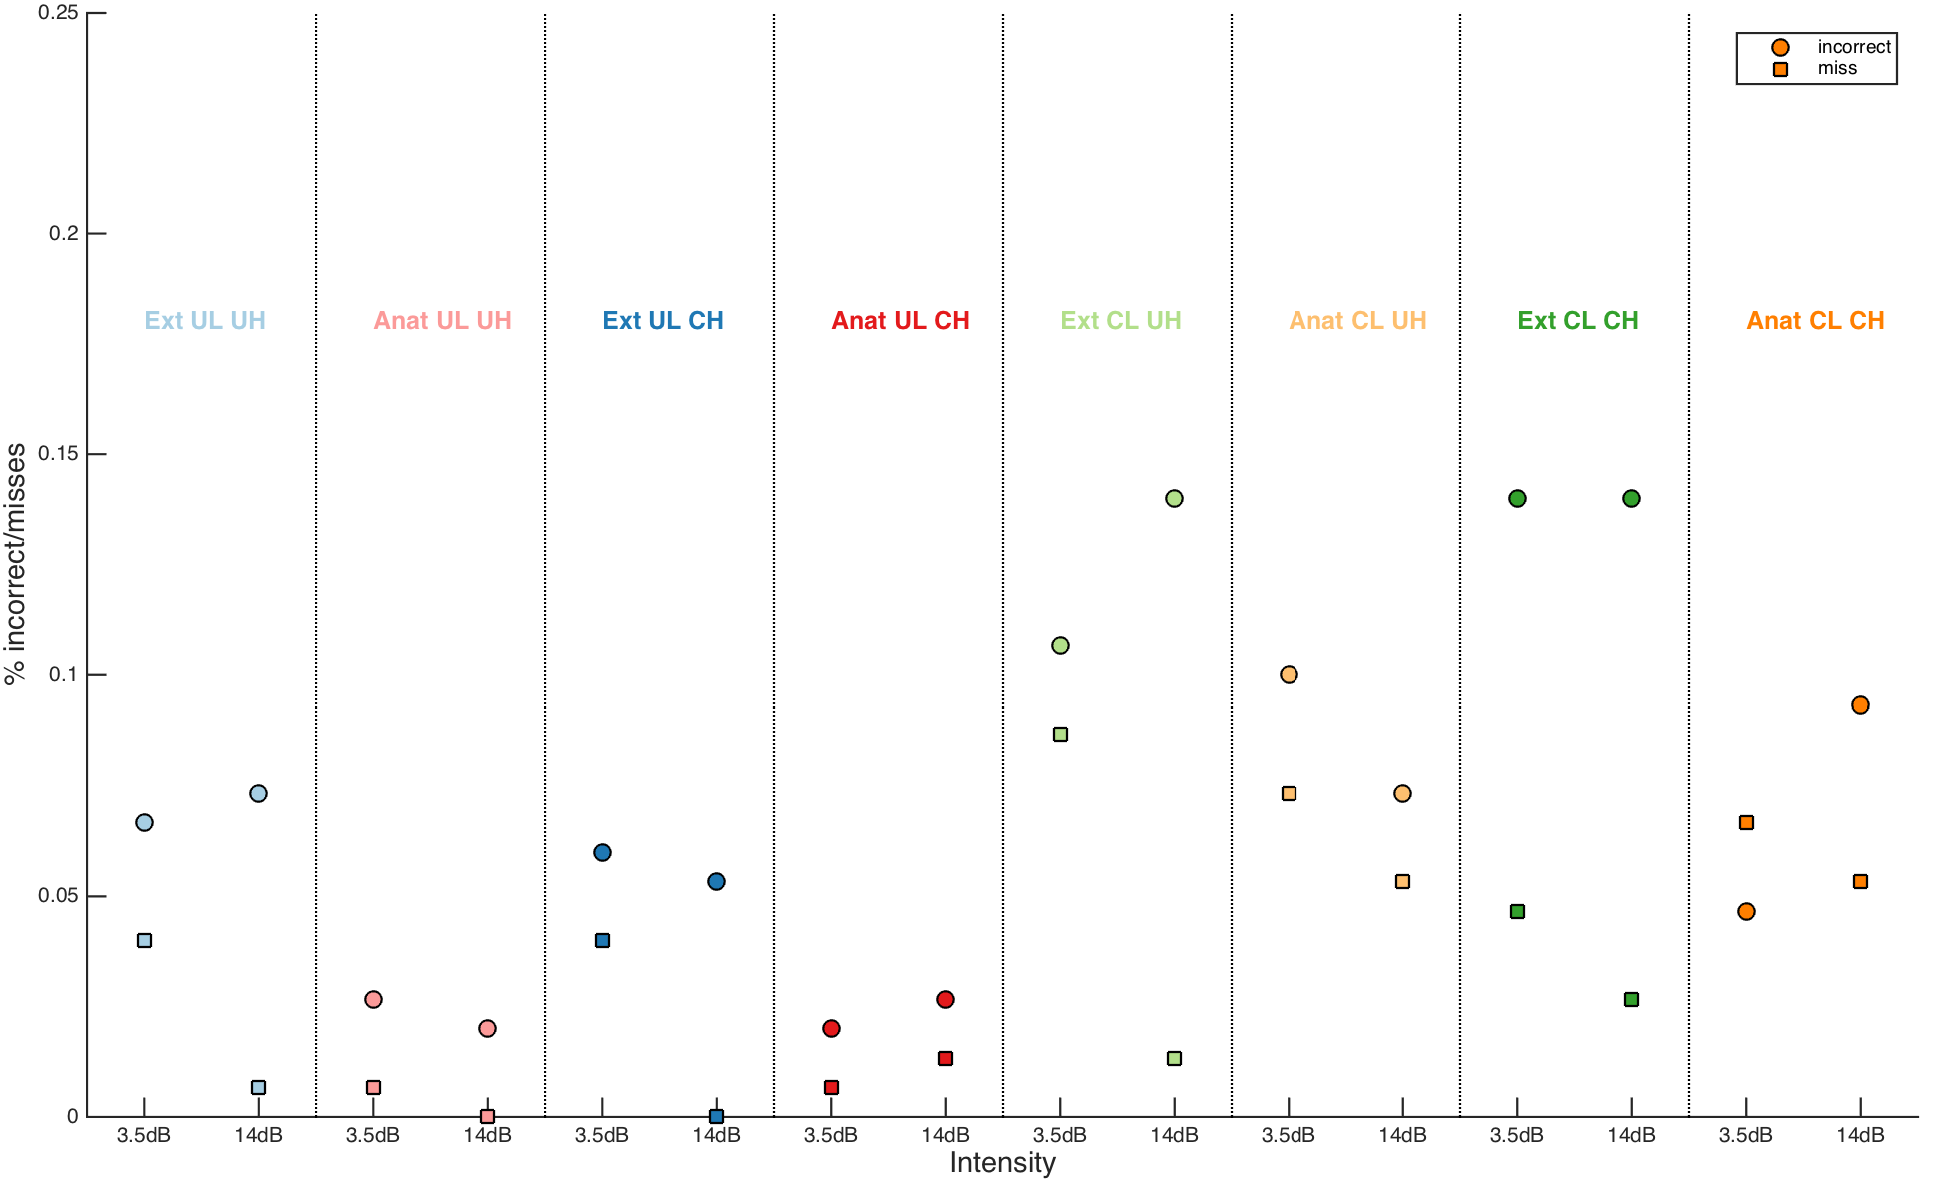 0.25
incorrect
miss
0.2
Ext UL UH Anat UL UH Ext UL CH Anat UL CH Ext CL UH Anat CL UH Ext CL CH Anat CL CH
0.15
% incorrect/misses
0.1
0.05
0
3.5dB 14dB 3.5dB 14dB 3.5dB 14dB 3.5dB 14dB 3.5dB 14dB 3.5dB 14dB 3.5dB 14dB 3.5dB 14dB
Intensity